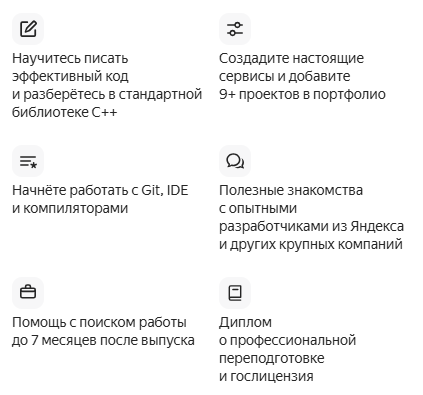 Научитесь писать
эффективный код
и разберётесь в стандартной
библиотеке C++
Создадите настоящие
сервисы и добавите
9+ проектов в портфолио
Начнёте работать с Git, IDE
и компиляторами
Полезные знакомства
с опытными
разработчиками из Яндекса
и других крупных компаний
Помощь с поиском работы
до 7 месяцев после выпуска
Диплом
о профессиональной
переподготовке
и гослицензия